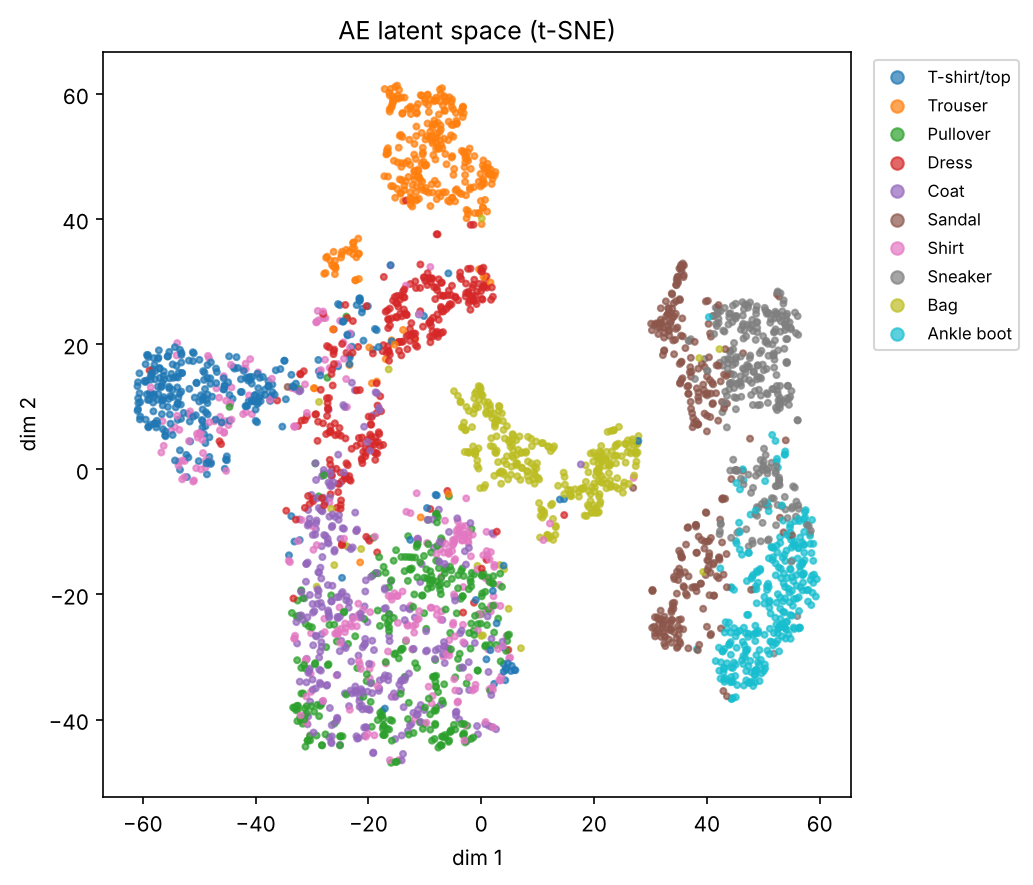 AE latent space (t-SNE)
60
40
20
0
−20
−40
−60
−40
−20
0
20
40
60
dim 1
dim 2
T-shirt/top
Trouser
Pullover
Dress
Coat
Sandal
Shirt
Sneaker
Bag
Ankle boot